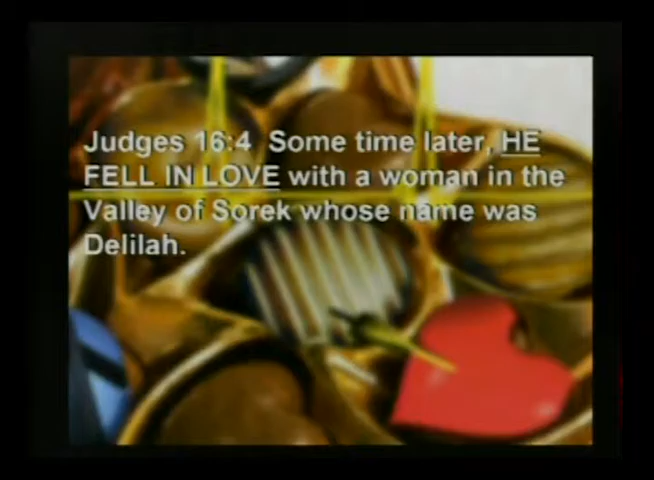 Judges 16:4 Some time later, HE
FELL IN LOVE with a woman in the
Valley of Sorek whose name was
Delilah.